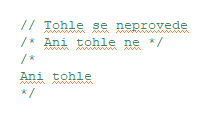 // Tohle se neprovede
/* Ani tohle ne */
/*
Ani tohle
*/